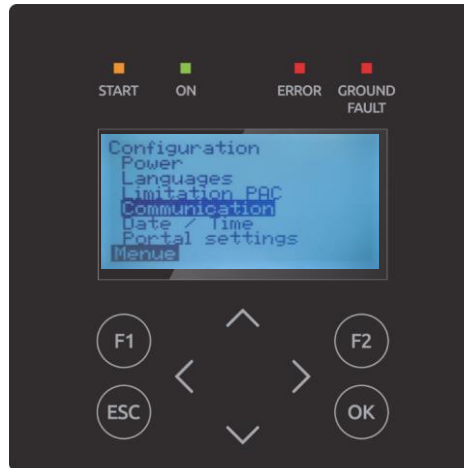 START ON ERROR GROUND FAULT
Configuration
Power
Languages
Limitation PAC
Communication
Date / Time
Portal settings
Menue
F1 F2
ESC OK